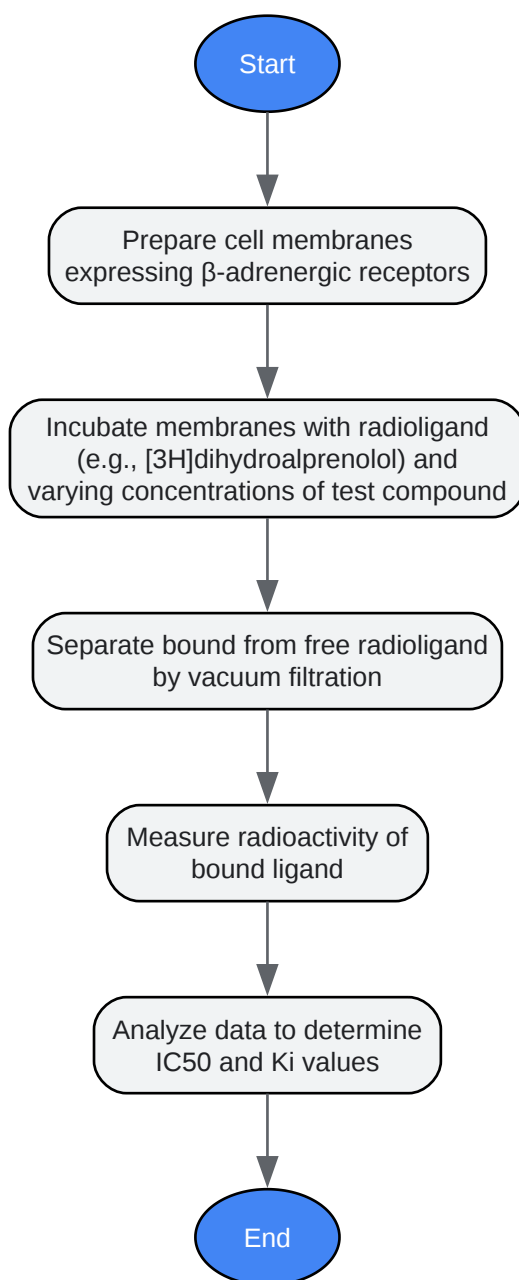 Start
Prepare cell membranes
expressing β-adrenergic receptors
Incubate membranes with radioligand
(e.g., [3H]dihydroalprenolol) and
varying concentrations of test compound
Separate bound from free radioligand
by vacuum filtration
Measure radioactivity of
bound ligand
Analyze data to determine
IC50 and Ki values
End